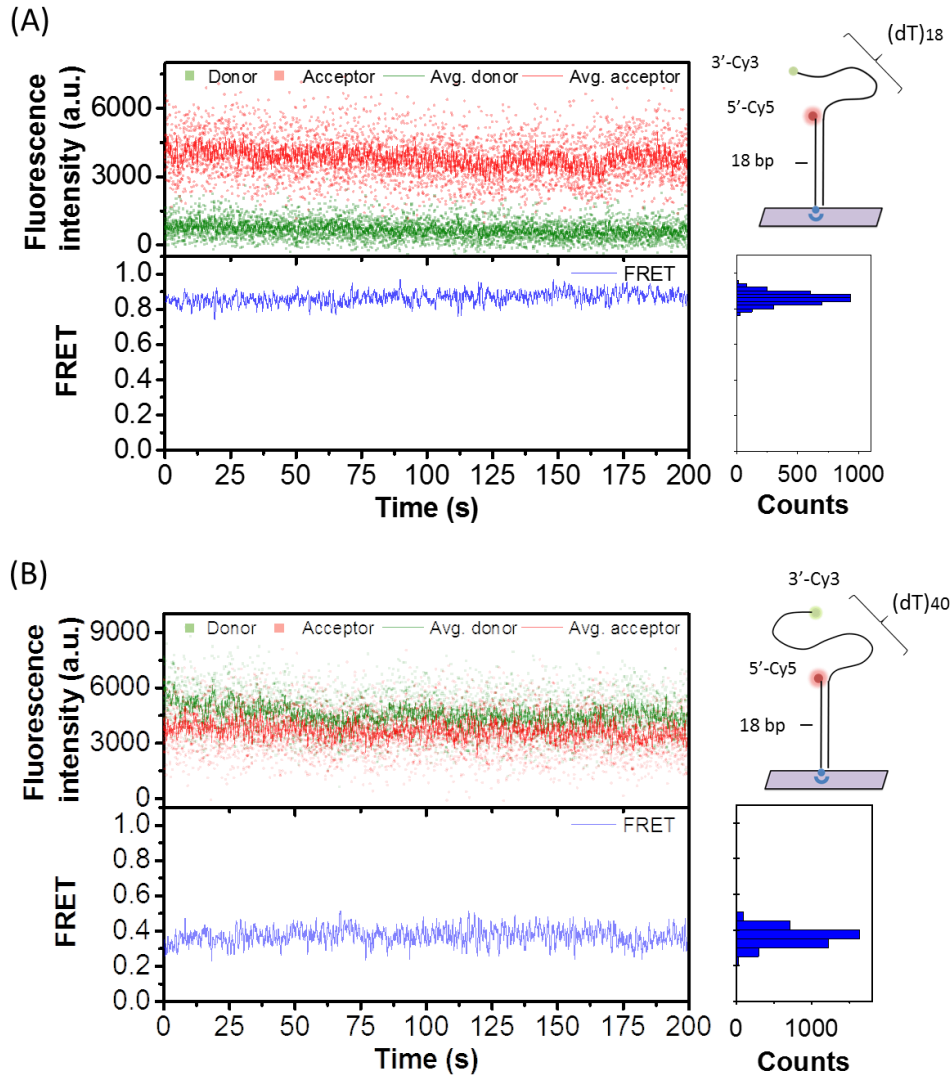 (A)
Donor Acceptor Avg. donor Avg. acceptor
Fluorescence
intensity (a.u.)
6000
3000
0
FRET
FRET
1.0
0.8
0.6
0.4
0.2
0.0
0 25 50 75 100 125 150 175 200
Time (s)
(dT)18
3’-Cy3
5’-Cy5
18 bp
0 500 1000
Counts
(B)
Donor Acceptor Avg. donor Avg. acceptor
Fluorescence
intensity (a.u.)
9000
6000
3000
0
FRET
FRET
1.0
0.8
0.6
0.4
0.2
0.0
0 25 50 75 100 125 150 175 200
Time (s)
3’-Cy3
(dT)40
5’-Cy5
18 bp
0 1000
Counts